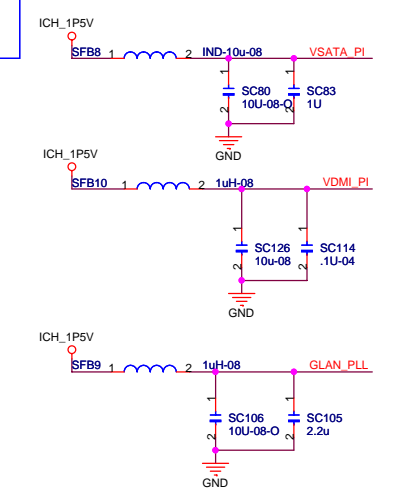 ICH_1P5V
SFB8 1 2 IND-10u-08 VSATA_PI
1 1
SC80 SC83
10U-08-O 1U
2 2
GND
ICH_1P5V
SFB10 1 2 1uH-08 VDMI_PI
1 1
SC126 SC114
10u-08 .1U-04
2 2
GND
ICH_1P5V
SFB9 1 2 1uH-08 GLAN_PLL
1 1
SC106 SC105
10U-08-O 2.2u
2 2
GND